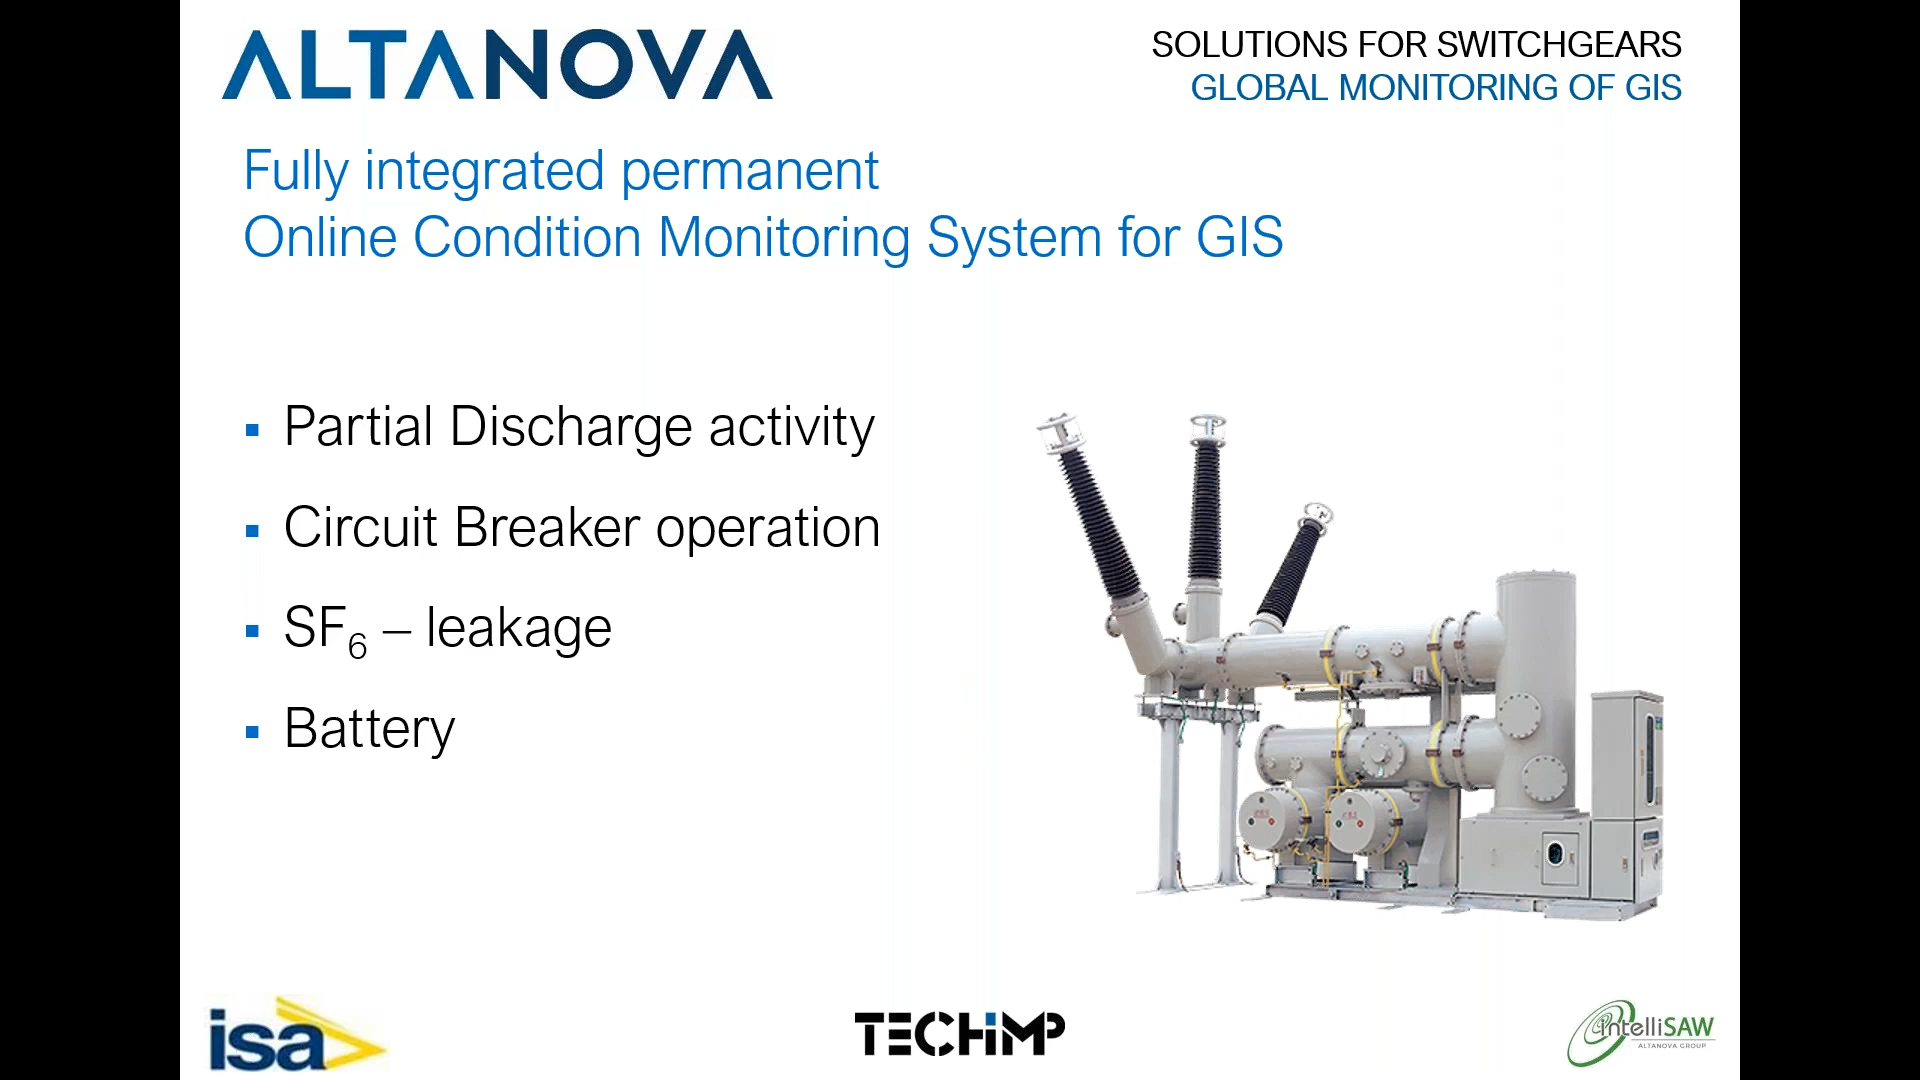 ALTANOVA
SOLUTIONS FOR SWITCHGEARS
GLOBAL MONITORING OF GIS
Fully integrated permanent
Online Condition Monitoring System for GIS
▪ Partial Discharge activity
▪ Circuit Breaker operation
▪ SF₆ – leakage
▪ Battery
isa
TECHiMP
intelliSAW
ALTANOVA GROUP